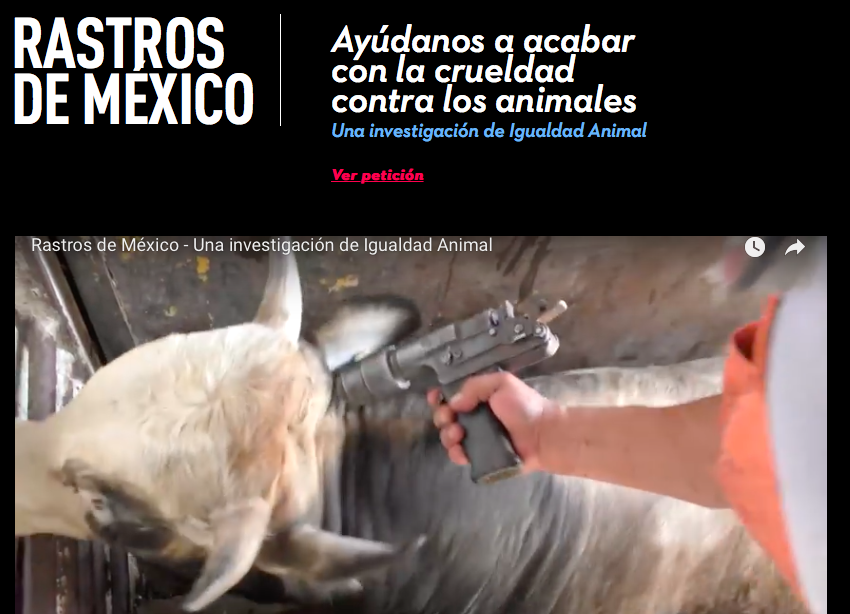 RASTROS
DE MÉXICO
Ayúdanos a acabar
con la crueldad
contra los animales
Una investigación de Igualdad Animal
Ver petición
Rastros de México - Una investigación de Igualdad Animal